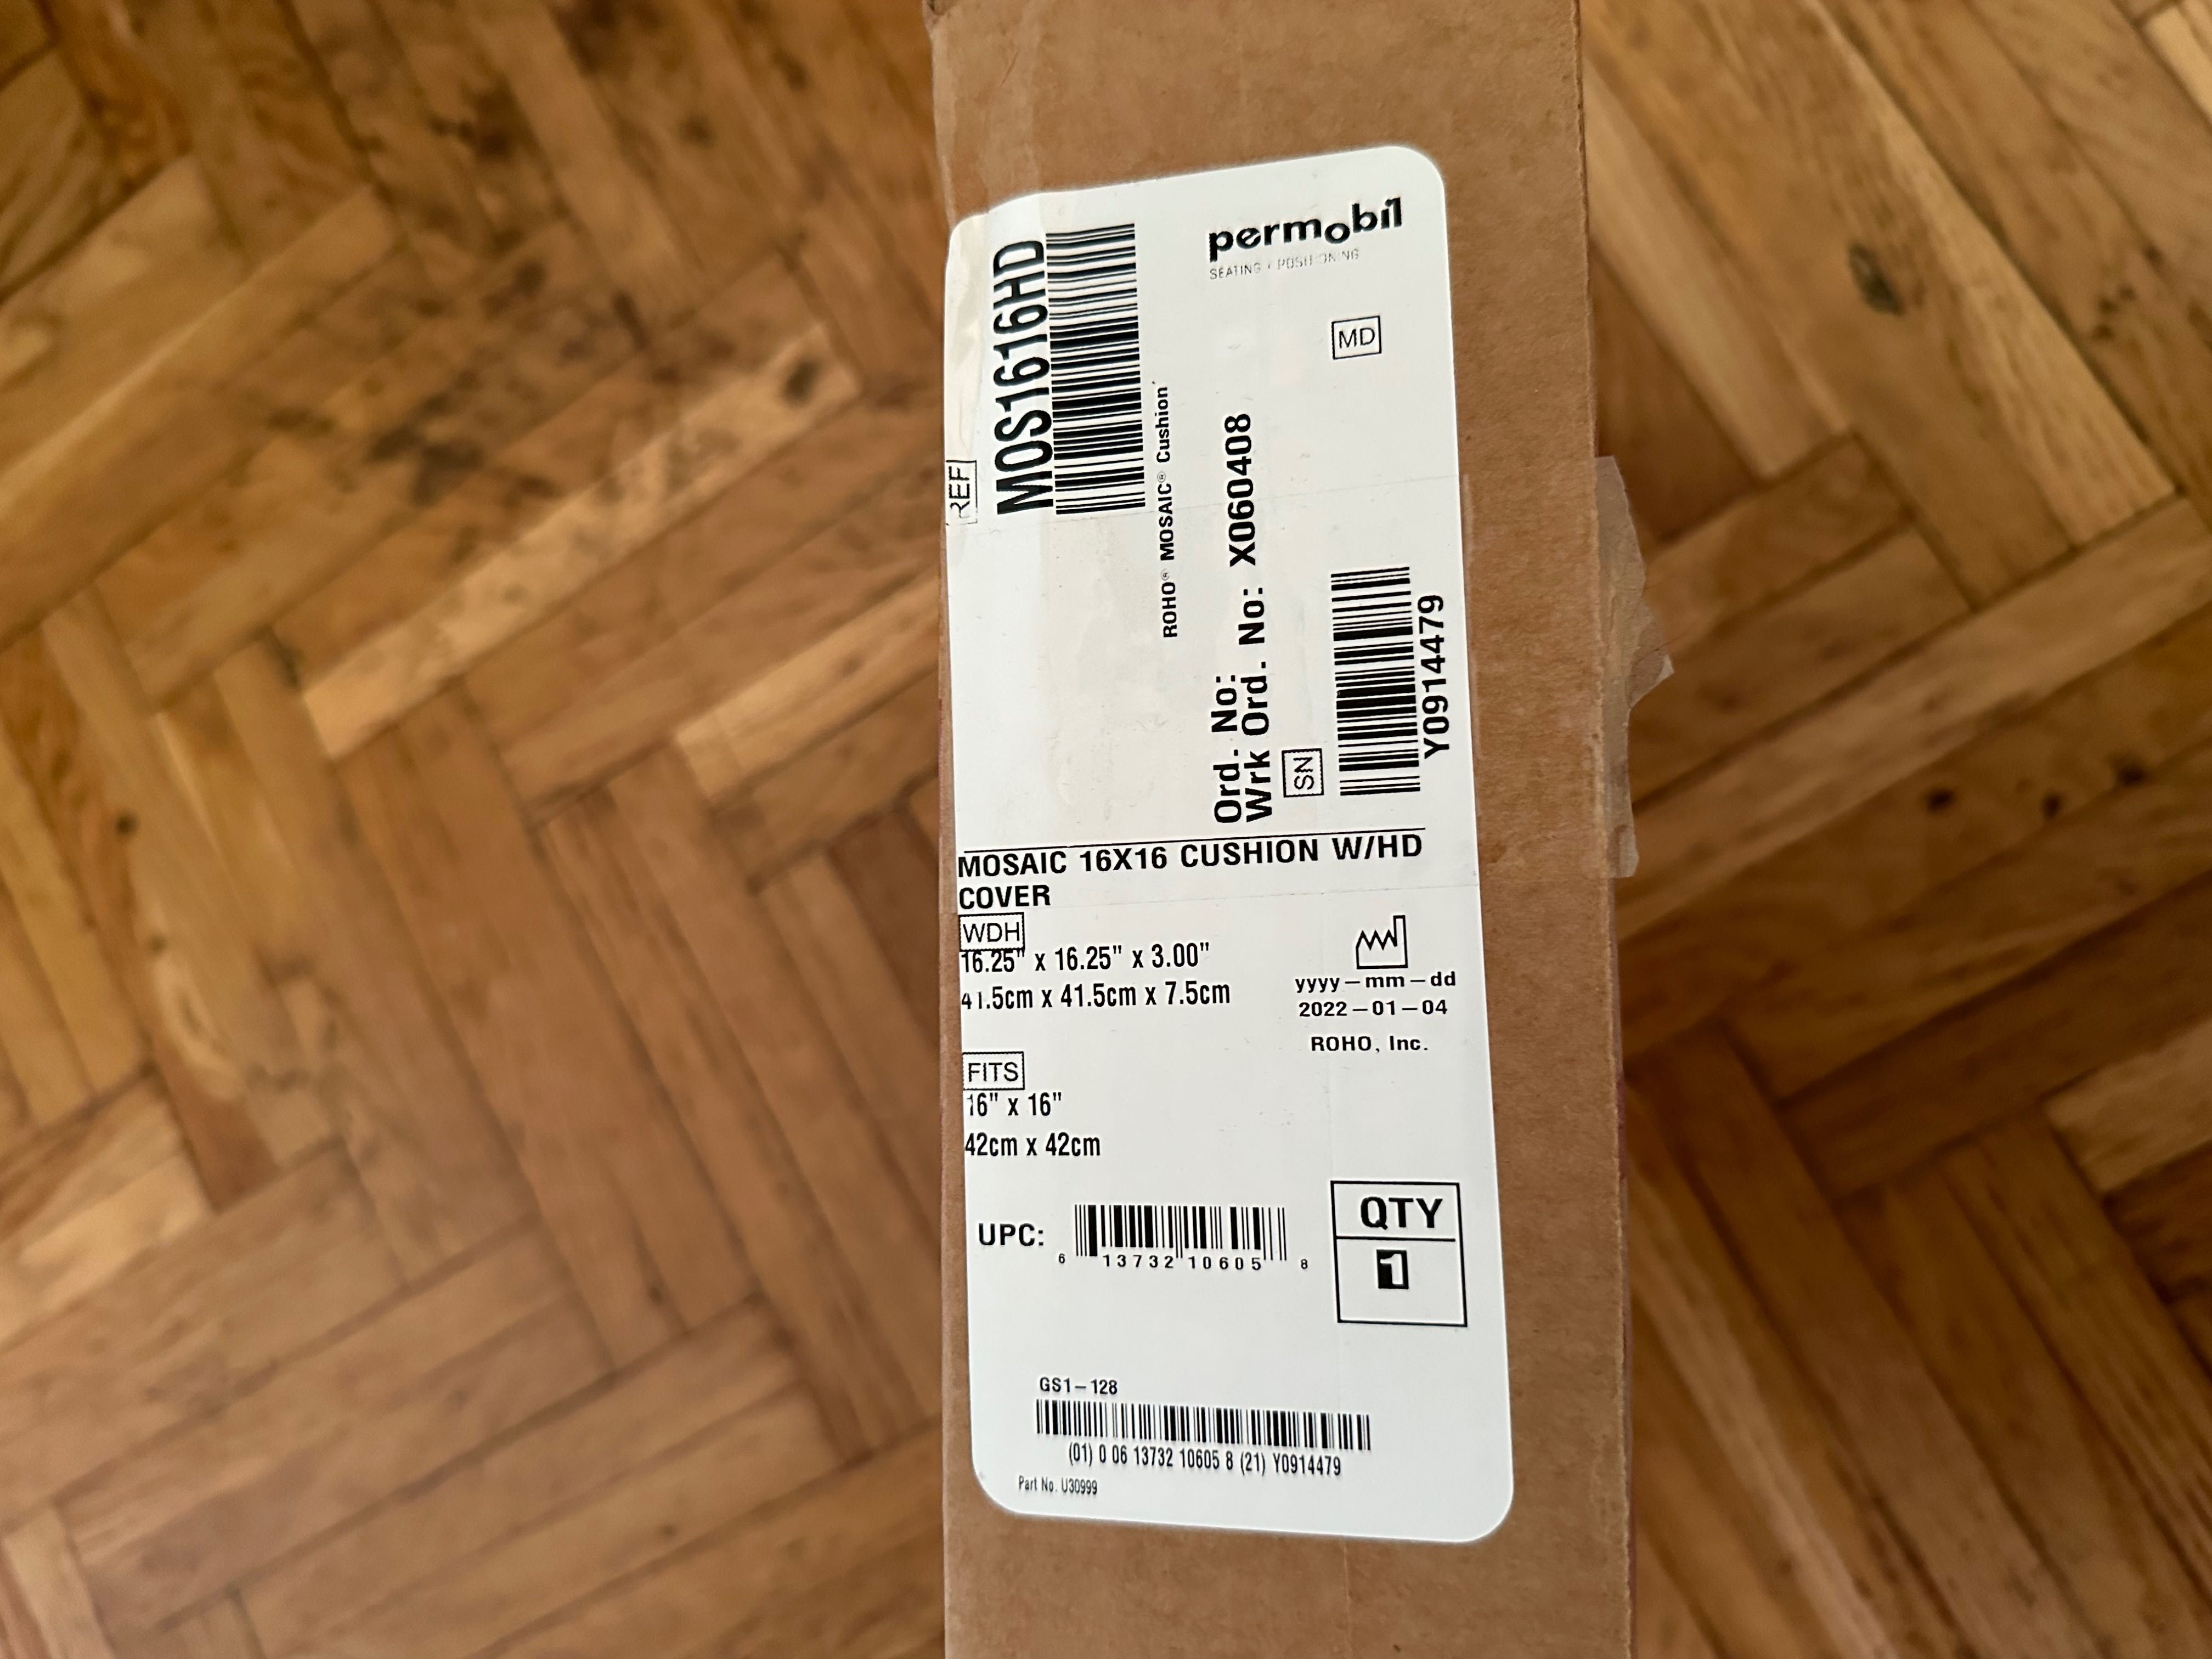 permobil
SEATING & POSITIONING
REF
MOS1616HD
ROHO® MOSAIC® Cushion
MD
Ord. No:
Wrk Ord. No: X060408
SN
Y0914479
MOSAIC 16X16 CUSHION W/HD
COVER
WDH
16.25" x 16.25" x 3.00"
41.5cm x 41.5cm x 7.5cm
yyyy-mm-dd
2022-01-04
ROHO, Inc.
FITS
16" x 16"
42cm x 42cm
UPC:
6 13732 10605 8
QTY
1
GS1-128
(01) 0 06 13732 10605 8 (21) Y0914479
Part No. U30999